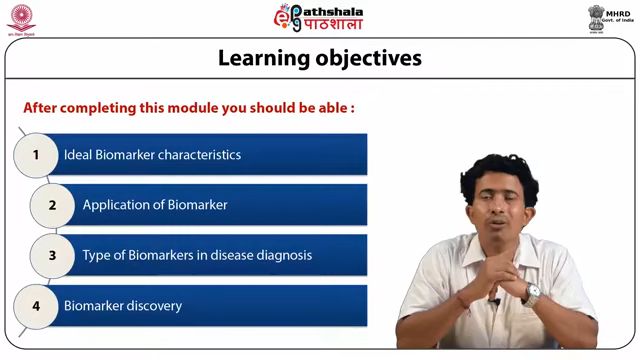 Pathshala
पाठशाला
MHRD
Govt. of India
Learning objectives
After completing this module you should be able :
1 Ideal Biomarker characteristics
2 Application of Biomarker
3 Type of Biomarkers in disease diagnosis
4 Biomarker discovery